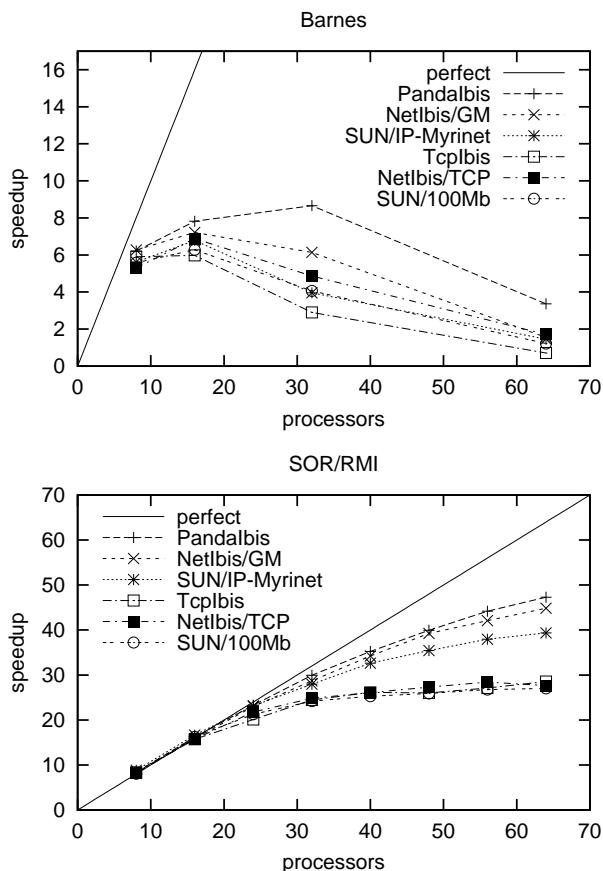 Barnes
16
14
12
10
8
6
4
2
0
speedup
perfect
PandaIbis
NetIbis/GM
SUN/IP-Myrinet
TcpIbis
NetIbis/TCP
SUN/100Mb
0 10 20 30 40 50 60 70
processors
SOR/RMI
70
60
50
40
30
20
10
0
speedup
perfect
PandaIbis
NetIbis/GM
SUN/IP-Myrinet
TcpIbis
NetIbis/TCP
SUN/100Mb
0 10 20 30 40 50 60 70
processors